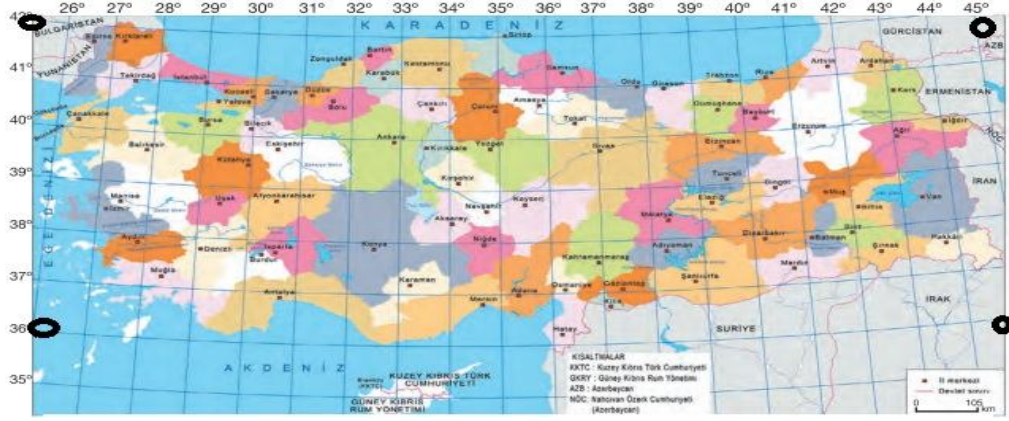 42° 26° 27° 28° 29° 30° 31° 32° 33° 34° 35° 36° 37° 38° 39° 40° 41° 42° 43° 44° 45°
BULGARİSTAN
KARADENİZ
GÜRCİSTAN
AZB
YUNANİSTAN
Edirne Kırklareli
Tekirdağ
İstanbul
Kocaeli
Yalova
Sakarya
Düzce
Bolu
Zonguldak
Bartın
Karabük
Kastamonu
Sinop
Çankırı
Çorum
Samsun
Amasya
Tokat
Ordu
Giresun
Trabzon
Rize
Artvin
Ardahan
Kars
ERMENİSTAN
Gümüşhane
Bayburt
Erzurum
Iğdır
Ağrı
NÖC
41°
40°
39°
38°
37°
36°
35°
Çanakkale
Balıkesir
Bursa
Bilecik
Eskişehir
Kütahya
Ankara
Kırıkkale
Yozgat
Sivas
Erzincan
Tunceli
Bingöl
Muş
Bitlis
Van
İRAN
EGE DENİZİ
Manisa
İzmir
Uşak
Afyonkarahisar
Kırşehir
Nevşehir
Kayseri
Aksaray
Niğde
Malatya
Elazığ
Diyarbakır
Batman
Siirt
Şırnak
Hakkâri
Aydın
Denizli
Isparta
Burdur
Konya
Adıyaman
Kahramanmaraş
Mardin
Şanlıurfa
Muğla
Antalya
Karaman
Mersin
Adana
Osmaniye
Gaziantep
Kilis
Hatay
SURİYE
IRAK
AKDENİZ
KUZEY KIBRIS TÜRK
CUMHURİYETİ
(KKTC)
GÜNEY KIBRIS
RUM YÖNETİMİ
KISALTMALAR
KKTC : Kuzey Kıbrıs Türk Cumhuriyeti
GKRY : Güney Kıbrıs Rum Yönetimi
AZB : Azerbaycan
NÖC : Nahcivan Özerk Cumhuriyeti
(Azerbaycan)
İl merkezi
Devlet sınırı
0 105
km